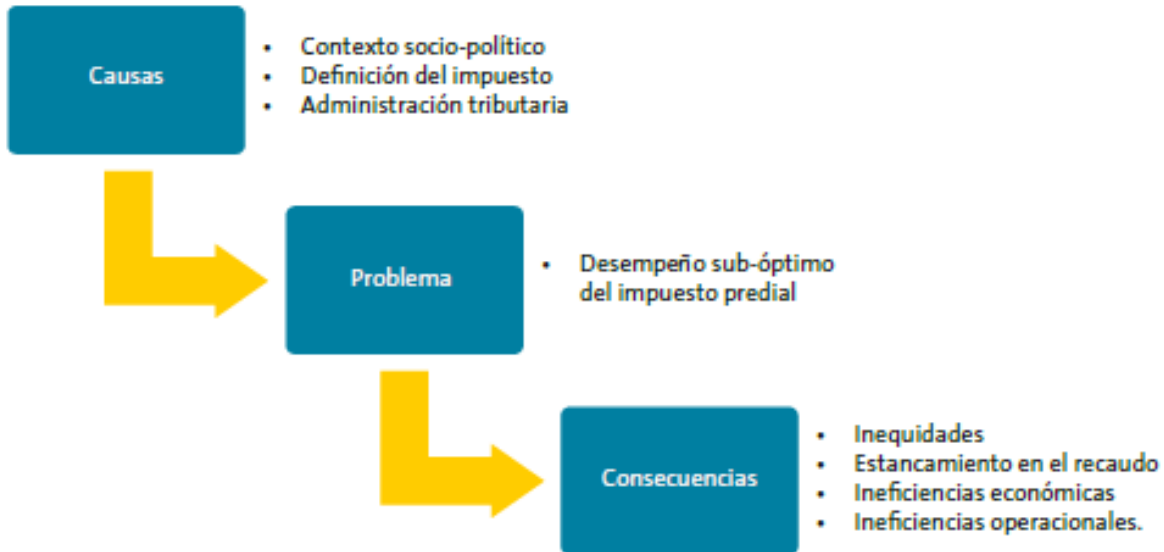 Causas
• Contexto socio-político
• Definición del impuesto
• Administración tributaria
Problema
• Desempeño sub-óptimo
del impuesto predial
Consecuencias
• Inequidades
• Estancamiento en el recaudo
• Ineficiencias económicas
• Ineficiencias operacionales.